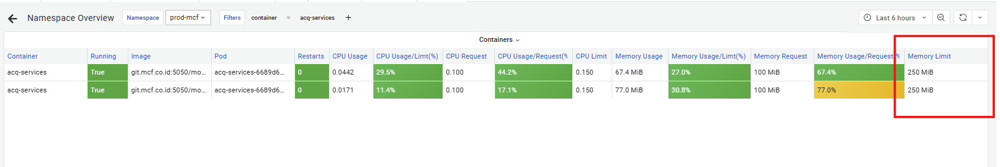 Namespace Overview Namespace prod-mcf Filters container = acq-services + Last 6 hours
Containers
Container Running Image Pod Restarts CPU Usage CPU Usage/Limt(%) CPU Request CPU Usage/Request(% CPU Limit Memory Usage Memory Usage/Limt(%) Memory Request Memory Usage/Request(% Memory Limit
acq-services True git.mcf.co.id:5050/mo... acq-services-6689d6... 0 0.0442 29.5% 0.100 44.2% 0.150 67.4 MiB 27.0% 100 MiB 67.4% 250 MiB
acq-services True git.mcf.co.id:5050/mo... acq-services-6689d6... 0 0.0171 11.4% 0.100 17.1% 0.150 77.0 MiB 30.8% 100 MiB 77.0% 250 MiB